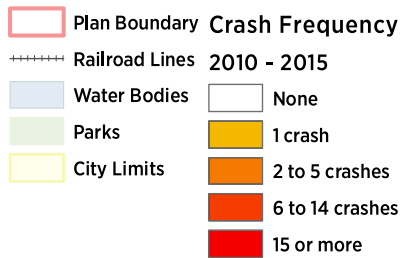 Plan Boundary
Railroad Lines
Water Bodies
Parks
City Limits
Crash Frequency
2010 - 2015
None
1 crash
2 to 5 crashes
6 to 14 crashes
15 or more